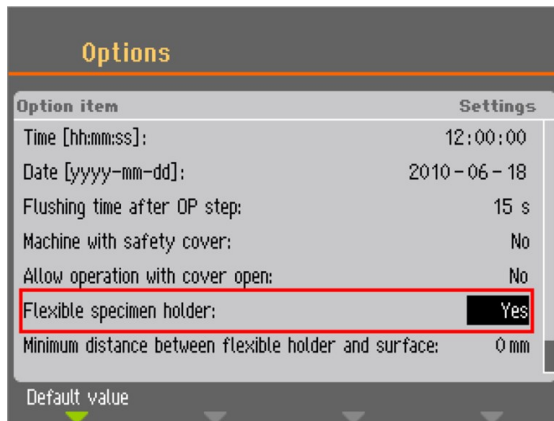 Options
Option item Settings
Time [hh:mm:ss]: 12:00:00
Date [yyyy-mm-dd]: 2010-06-18
Flushing time after OP step: 15 s
Machine with safety cover: No
Allow operation with cover open: No
Flexible specimen holder: Yes
Minimum distance between flexible holder and surface: 0 mm
Default value